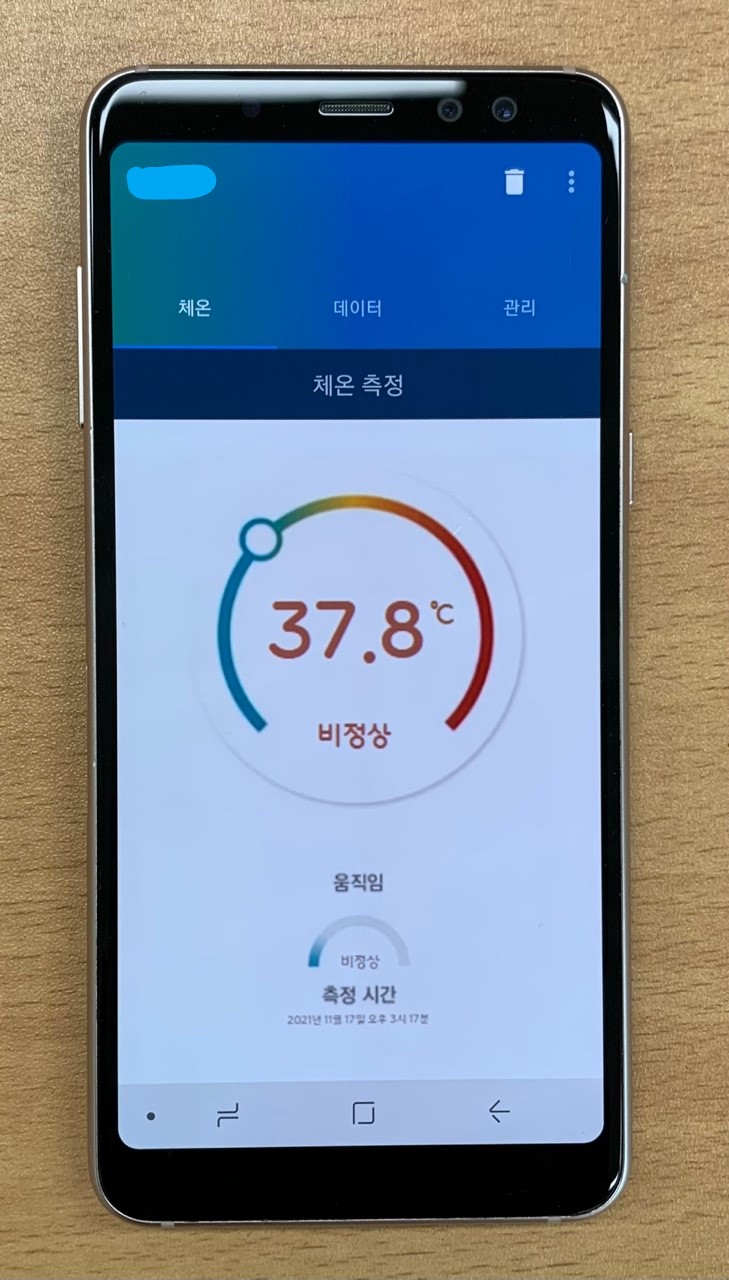 체온 데이터 관리
체온 측정
37.8℃
비정상
움직임
비정상
측정 시간
2021년 11월 17일 오후 3시 17분